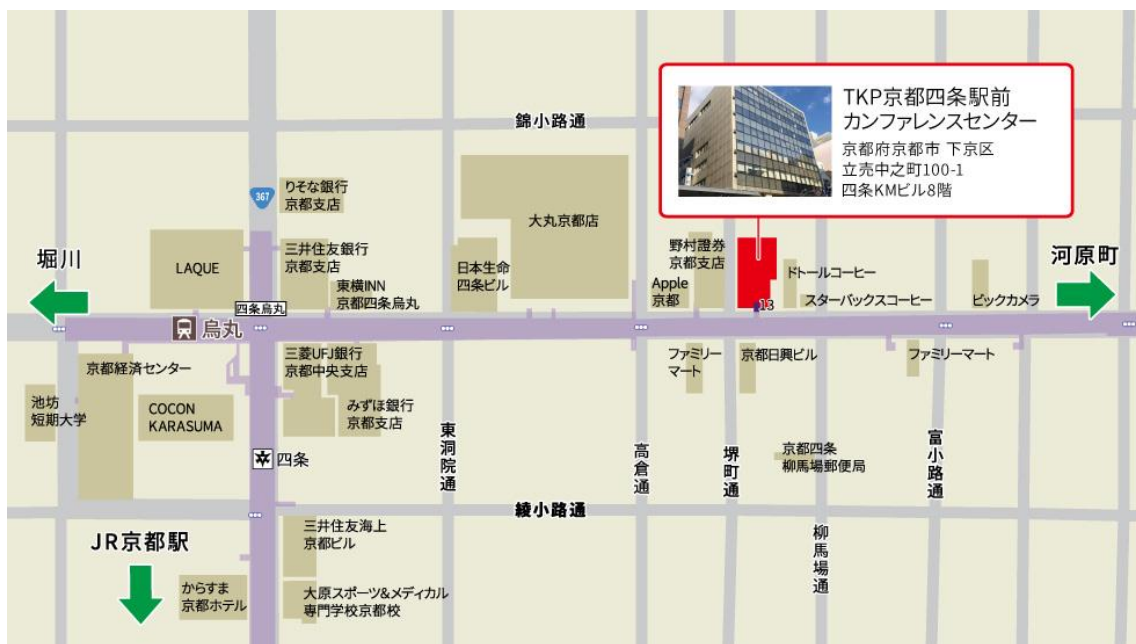 TKP京都四条駅前
カンファレンスセンター
京都府京都市 下京区
立売中之町100-1
四条KMビル8階
錦小路通
367
りそな銀行
京都支店
大丸京都店
堀川
LAQUE
三井住友銀行
京都支店
東横INN
京都四条烏丸
日本生命
四条ビル
野村證券
京都支店
Apple
京都
ドトールコーヒー
スターバックスコーヒー
ビックカメラ
河原町
13
四条烏丸
烏丸
京都経済センター
三菱UFJ銀行
京都中央支店
ファミリー
マート
京都日興ビル
ファミリーマート
池坊
短期大学
COCON
KARASUMA
みずほ銀行
京都支店
四条
東洞院通
高倉通
堺町通
京都四条
柳馬場郵便局
富小路通
綾小路通
JR京都駅
三井住友海上
京都ビル
柳馬場通
からすま
京都ホテル
大原スポーツ&メディカル
専門学校京都校